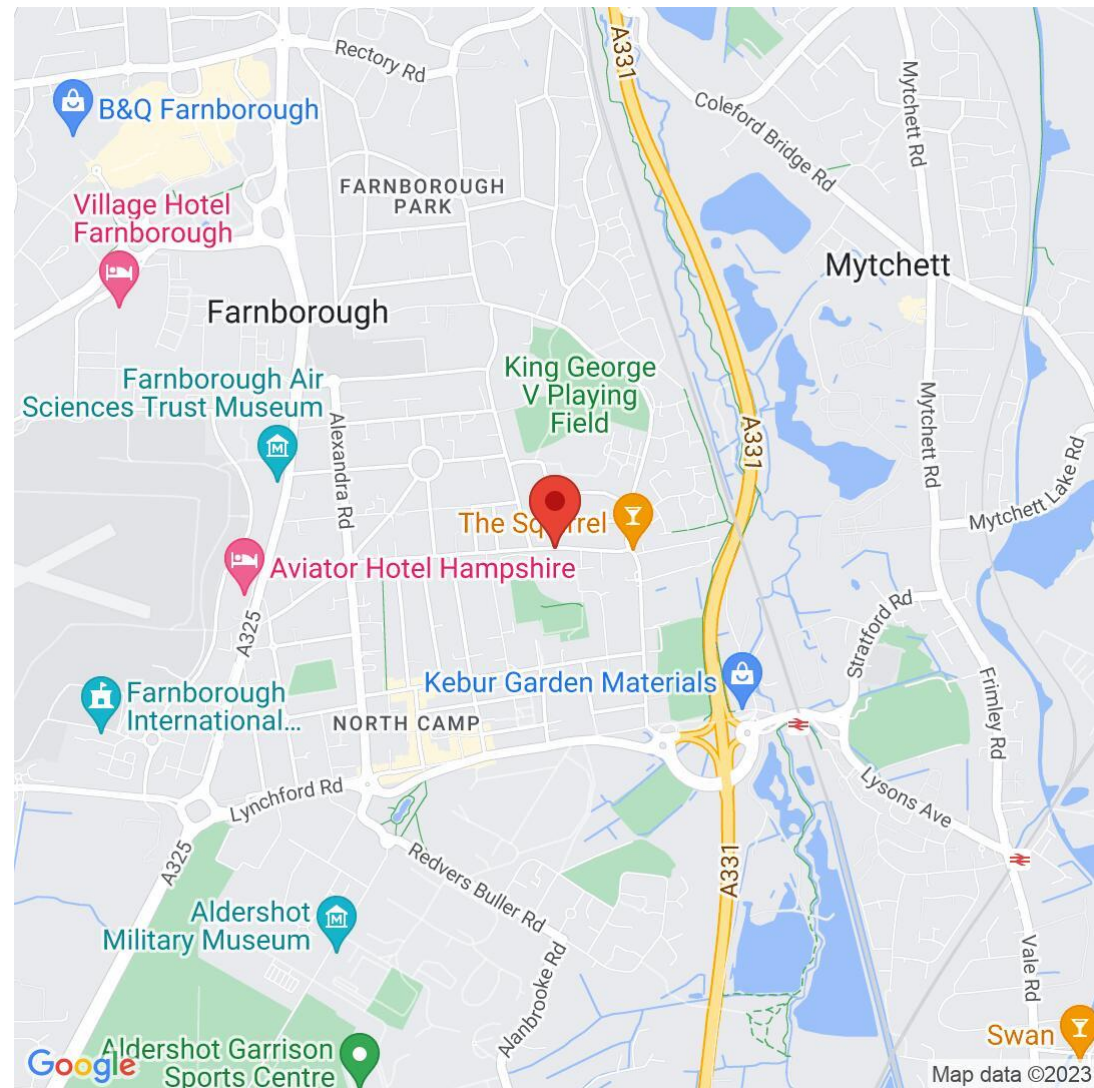 Rectory Rd
A331
B&Q Farnborough
Coleford Bridge Rd
Mytchett Rd
FARNBOROUGH
PARK
Village Hotel
Farnborough
Mytchett
Farnborough
King George
V Playing
Field
Farnborough Air
Sciences Trust Museum
Alexandra Rd
A331
Mytchett Rd
Mytchett Lake Rd
The Squirrel
Aviator Hotel Hampshire
A325
Stratford Rd
Kebur Garden Materials
Farnborough
International...
NORTH CAMP
Frimley Rd
Lynchford Rd
Lysons Ave
A325
Redvers Buller Rd
A331
Aldershot
Military Museum
Alanbrooke Rd
Vale Rd
Swan
Aldershot Garrison
Sports Centre
Google
Map data ©2023